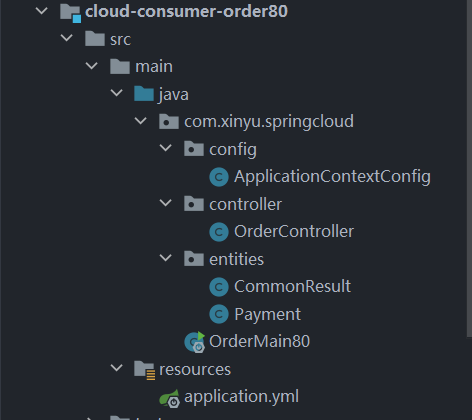 cloud-consumer-order80
src
main
java
com.xinyu.springcloud
config
ApplicationContextConfig
controller
OrderController
entities
CommonResult
Payment
OrderMain80
resources
application.yml